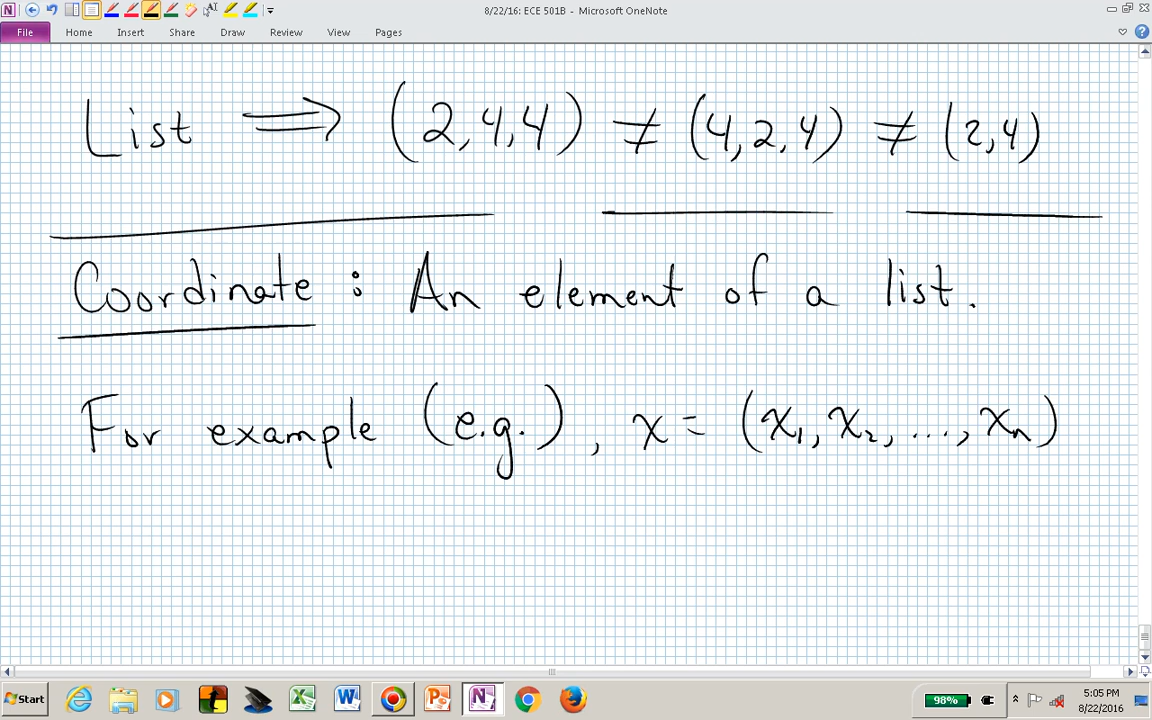 8/22/16: ECE 501B - Microsoft OneNote
File Home Insert Share Draw Review View Pages
List ⟹ (2,4,4) ≠ (4,2,4) ≠ (2,4)
Coordinate : An element of a list.
For example (e.g.), x = (x₁, x₂, ..., xₙ)
Start
98%
5:05 PM
8/22/2016